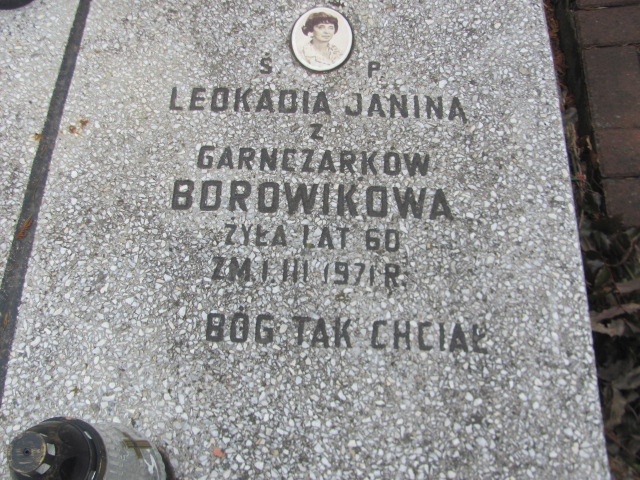 Ś. P.
LEOKADIA JANINA
Z
GARNCZARKÓW
BOROWIKOWA
ŻYŁA LAT 60
ZM. 1. III 1971 R.
BÓG TAK CHCIAŁ